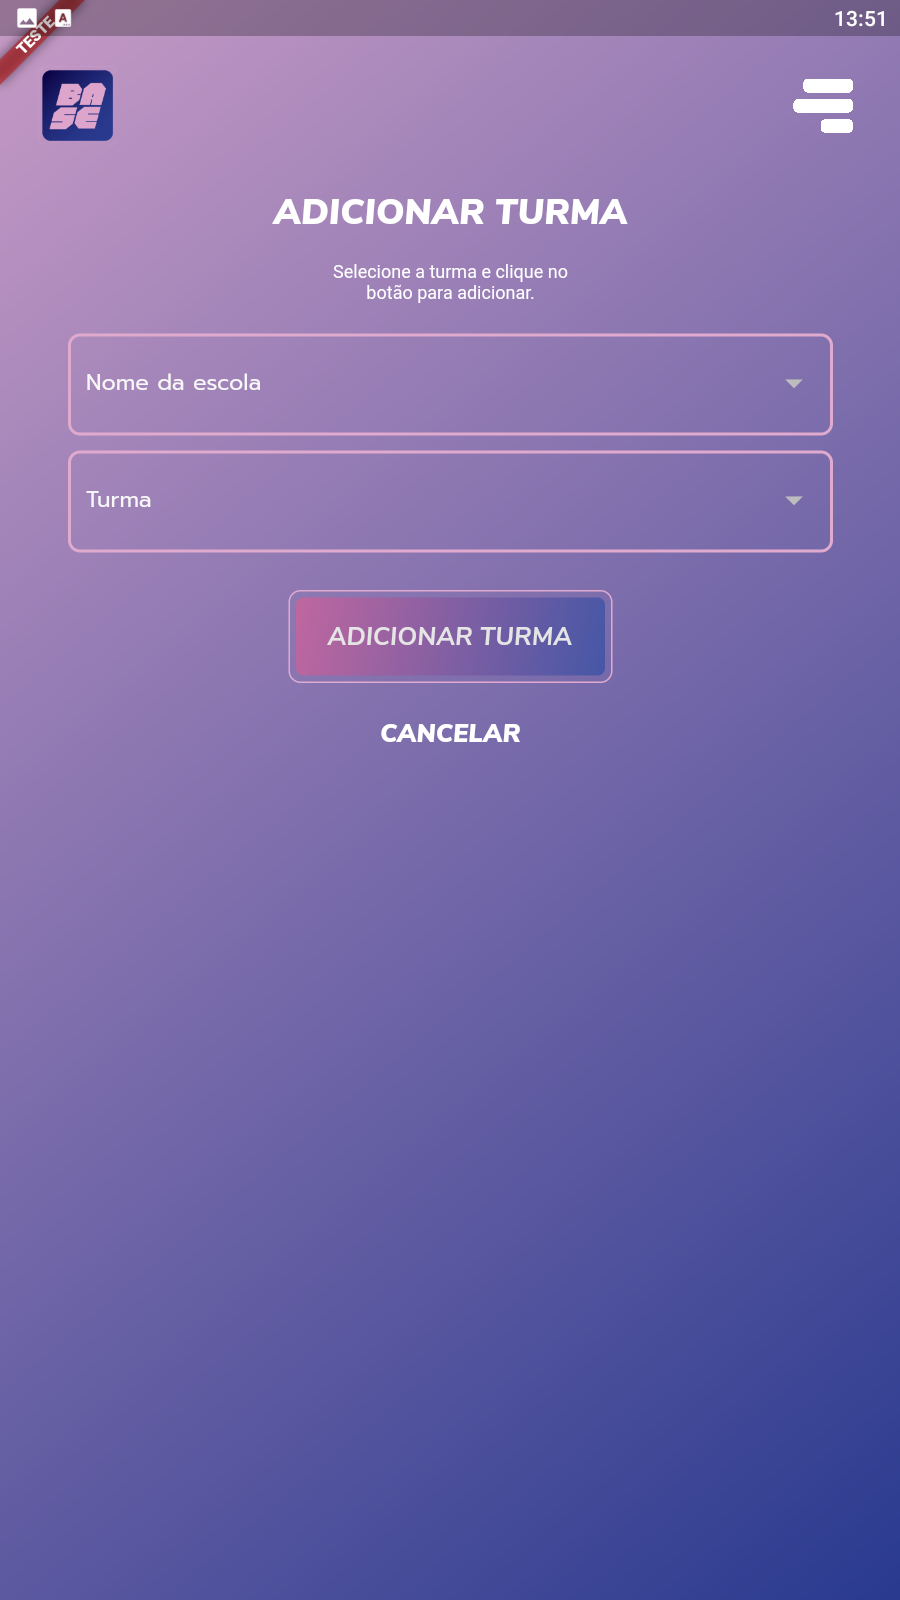 13:51
TESTE
BA
SE
ADICIONAR TURMA
Selecione a turma e clique no
botão para adicionar.
Nome da escola
Turma
ADICIONAR TURMA
CANCELAR